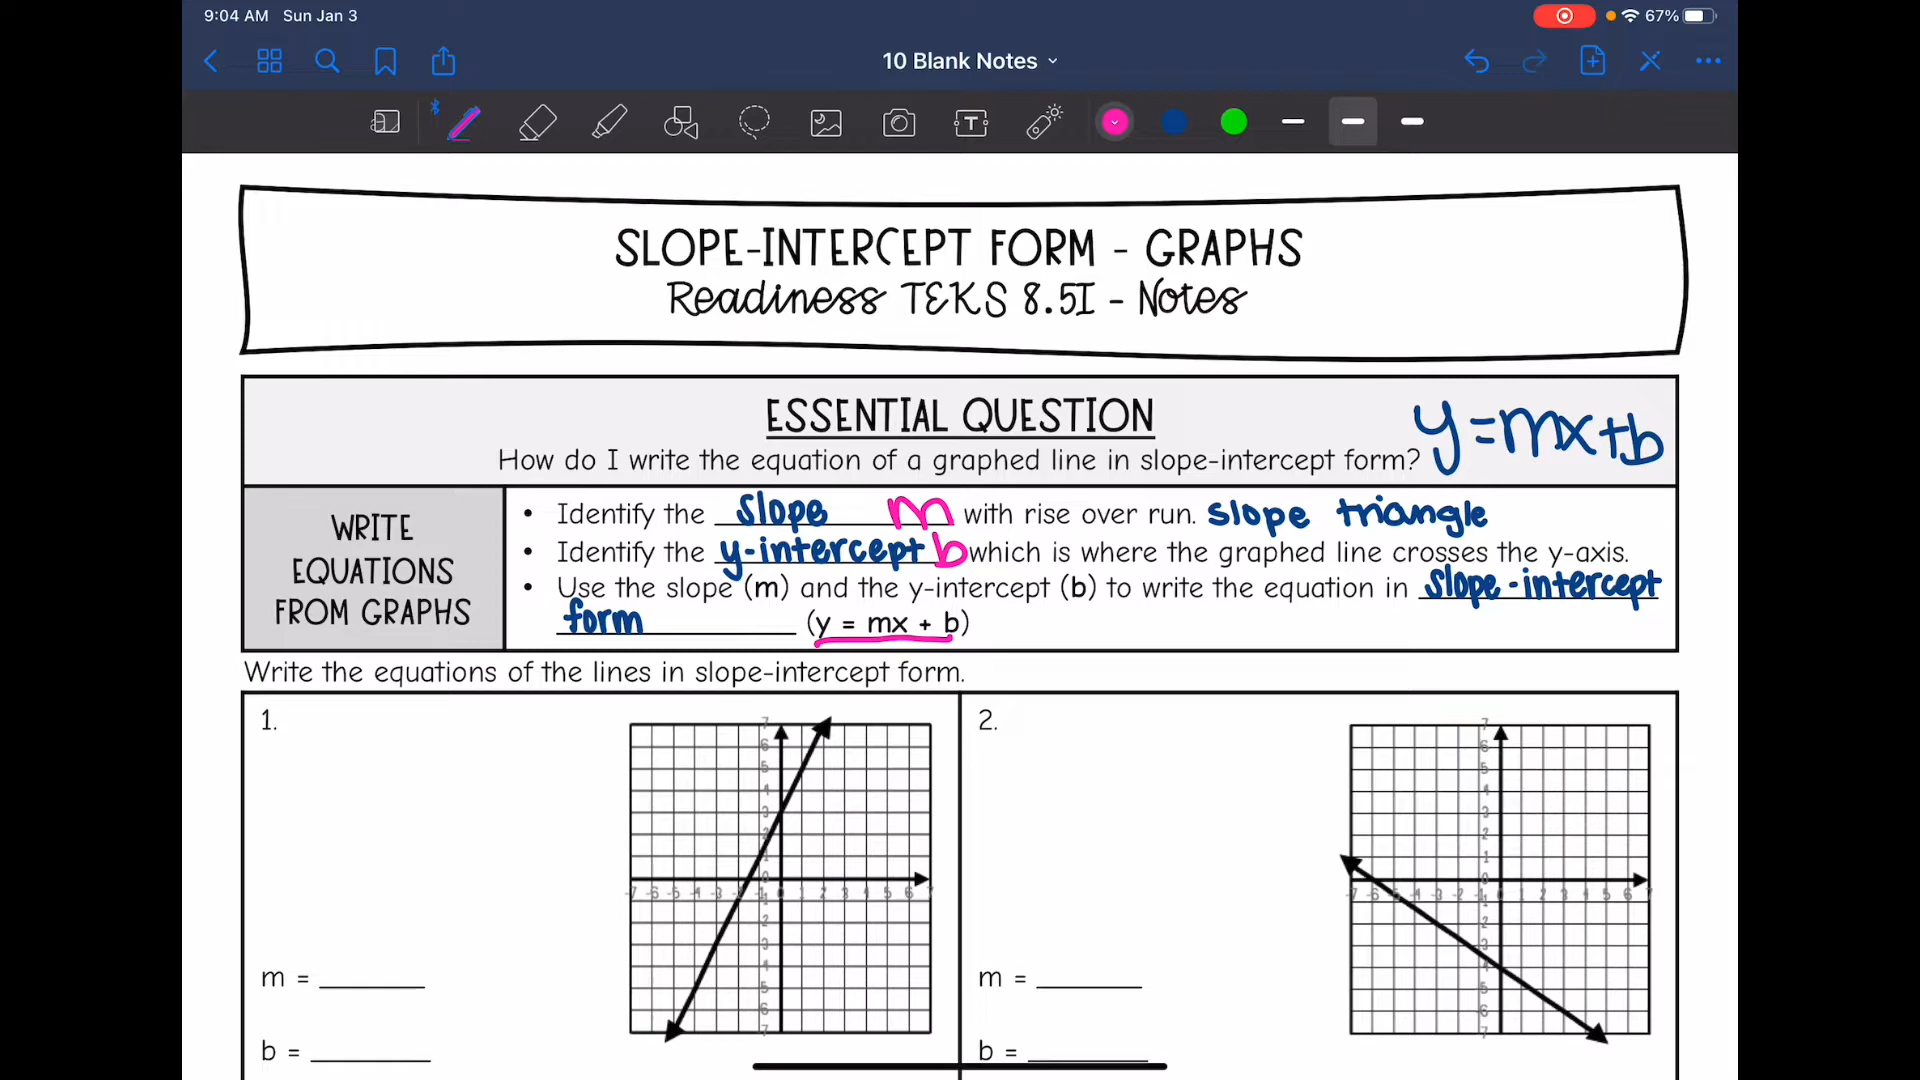 9:04 AM Sun Jan 3
67%
10 Blank Notes
T
SLOPE-INTERCEPT FORM - GRAPHS
Readiness TEKS 8.5I - Notes
ESSENTIAL QUESTION
How do I write the equation of a graphed line in slope-intercept form?
y=mx+b
WRITE EQUATIONS FROM GRAPHS
• Identify the slope m with rise over run. slope triangle
• Identify the y-intercept b which is where the graphed line crosses the y-axis.
• Use the slope (m) and the y-intercept (b) to write the equation in slope-intercept
form (y = mx + b)
Write the equations of the lines in slope-intercept form.
1.
m = ______
b = ______
2.
m = ______
b = ______